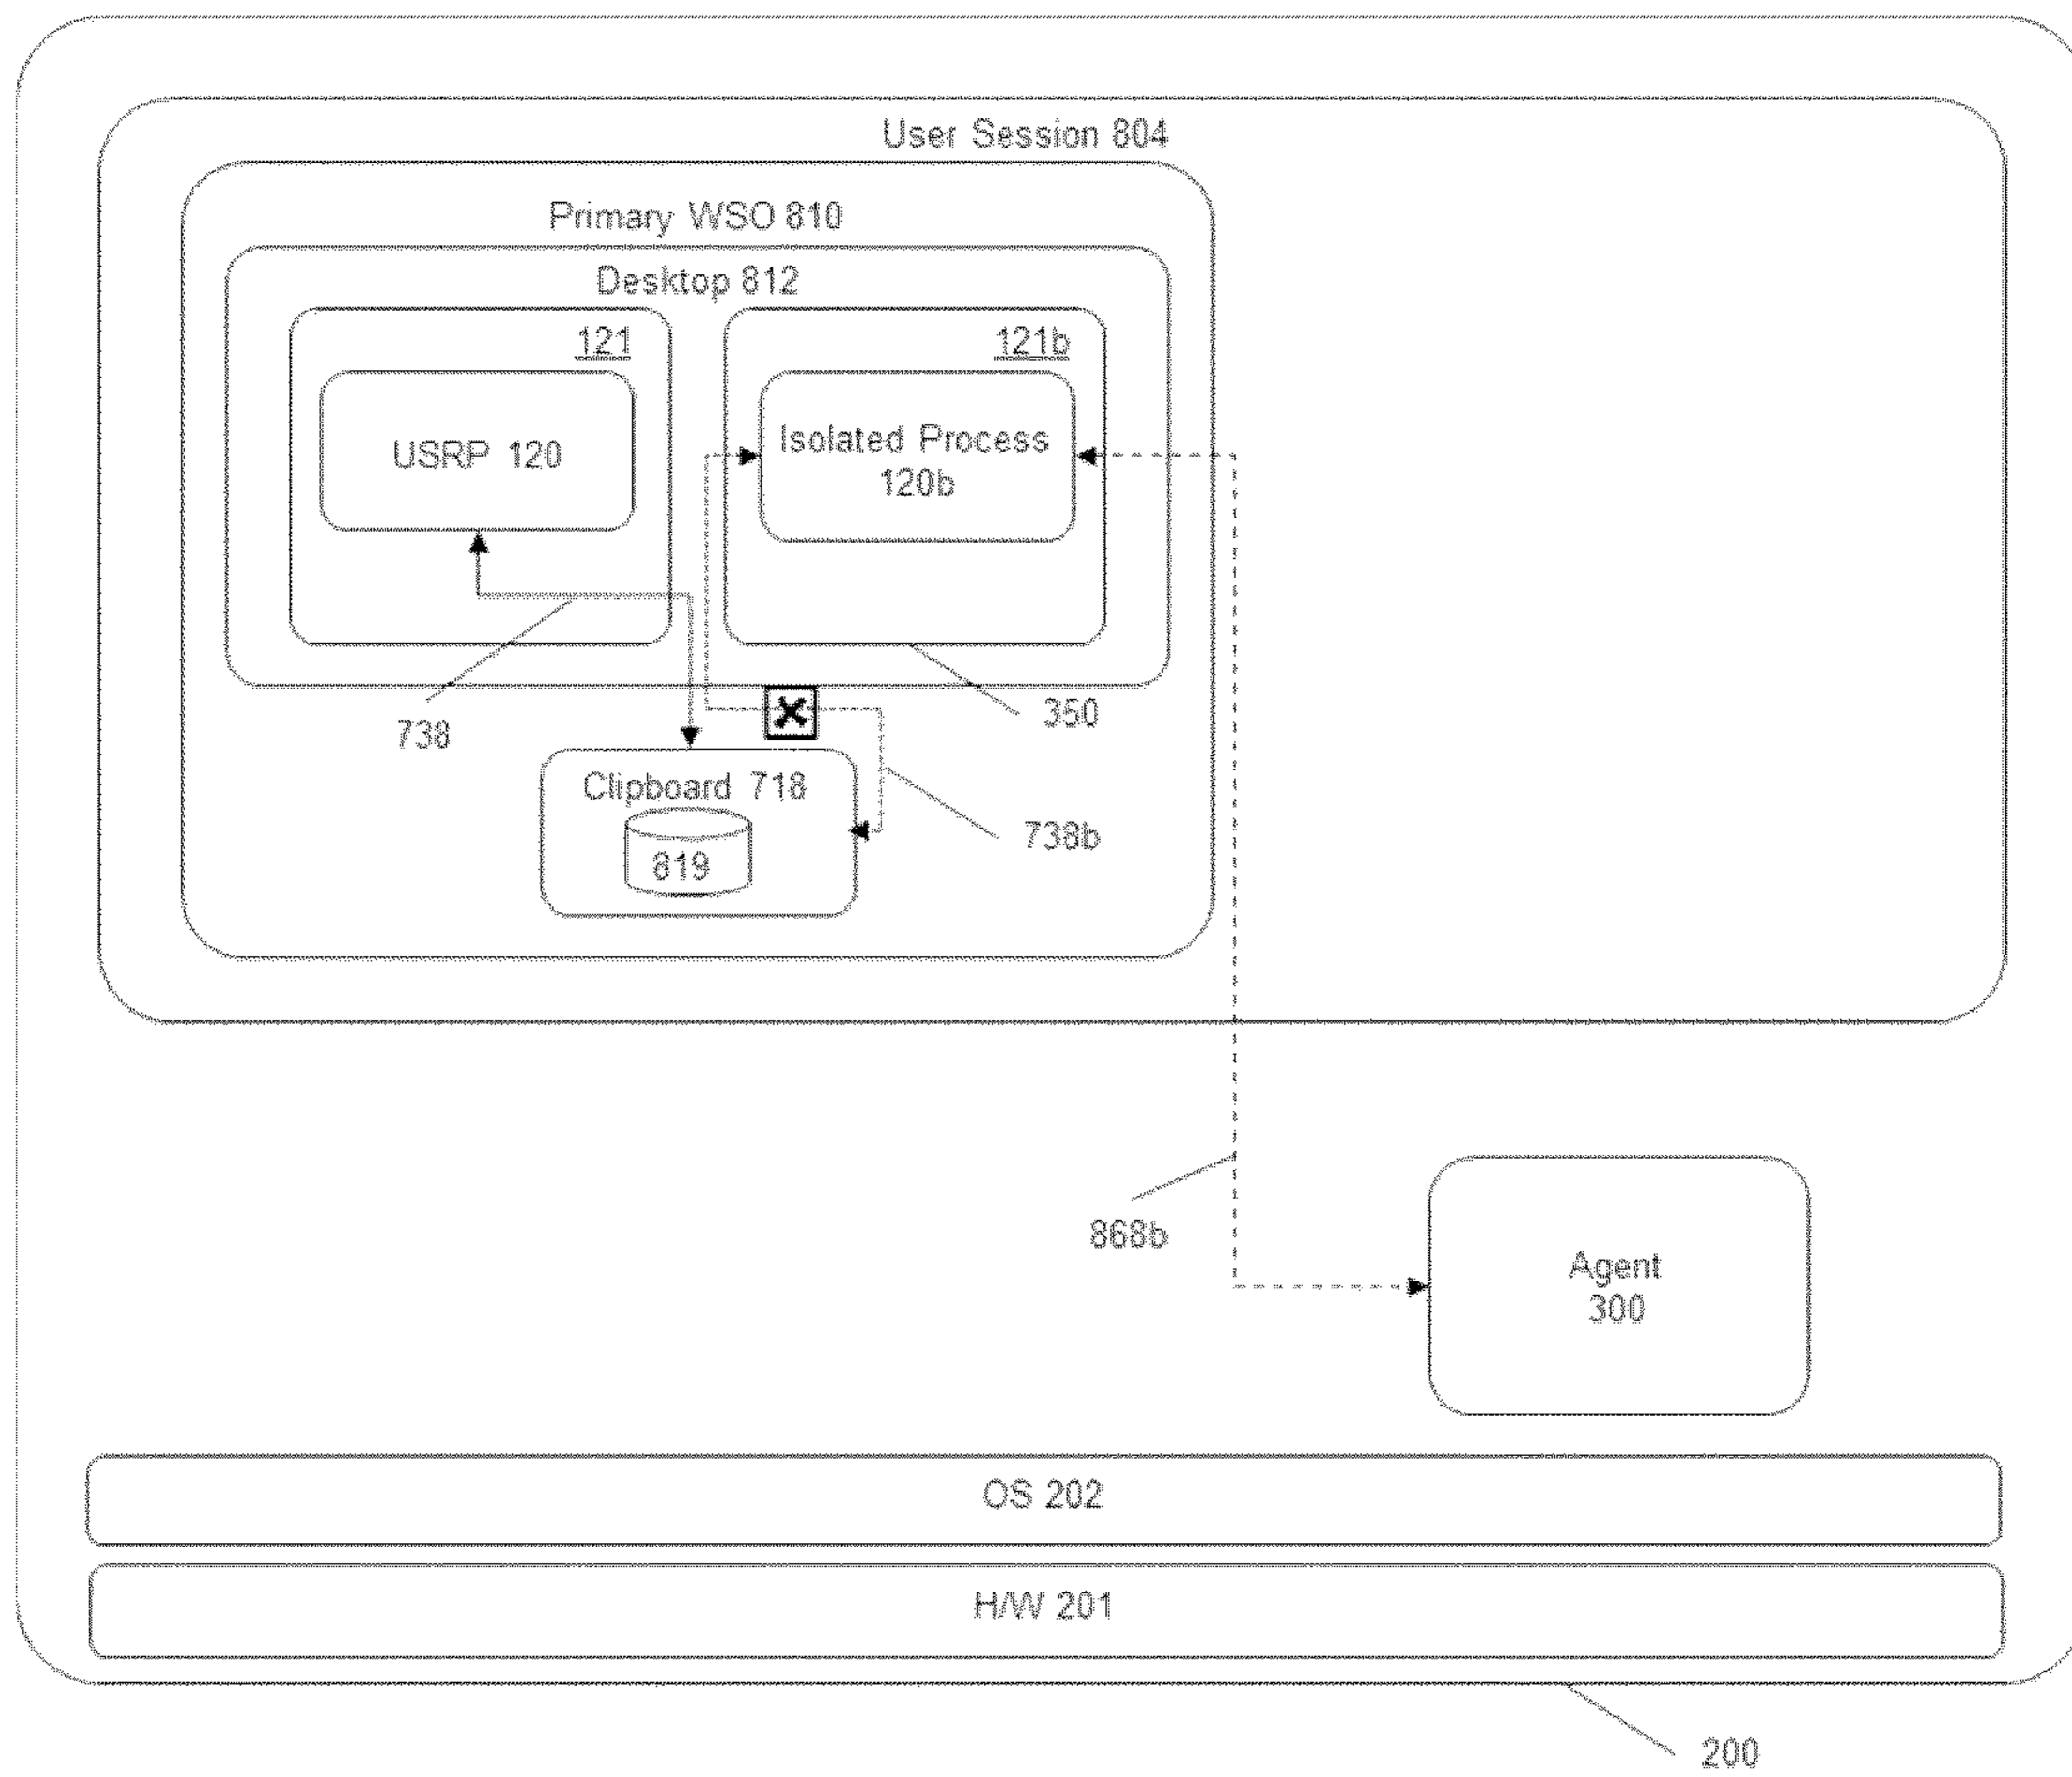 User Session 804
Primary WSO 810
Desktop 812
121
121b
USRP 120
Isolated Process
120b
738
350
Clipboard 718
819
738b
868b
Agent
300
OS 202
H/W 201
200